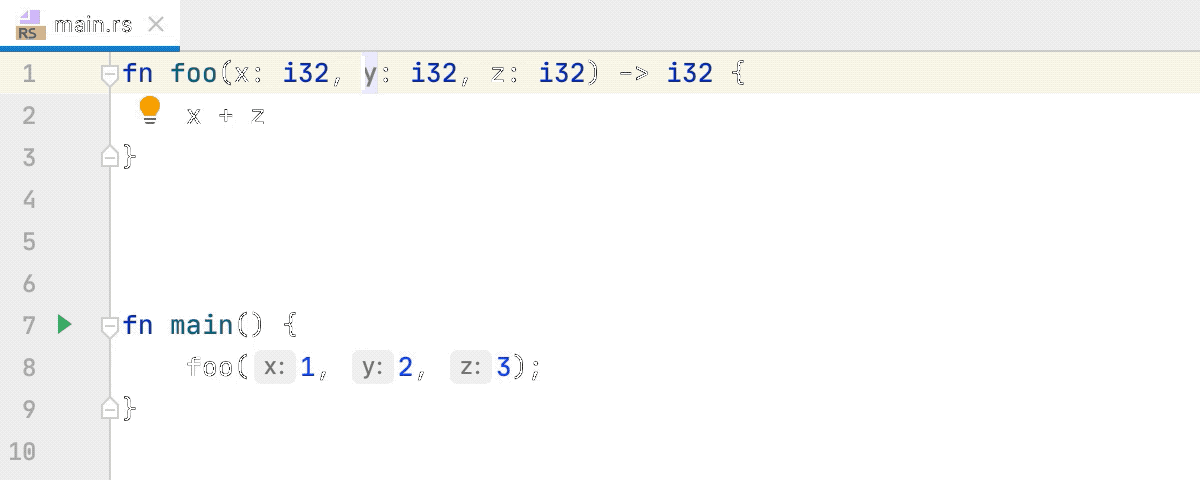 RS main.rs
1 fn foo(x: i32, y: i32, z: i32) -> i32 {
2 x + z
3 }
4
5
6
7 fn main() {
8 foo( x: 1, y: 2, z: 3);
9 }
10